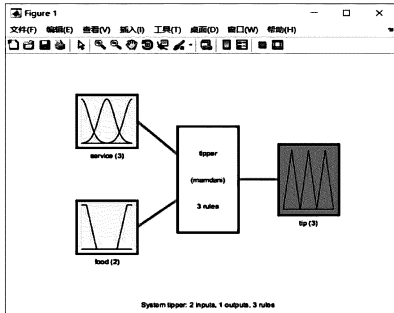 Figure 1
文件(F) 编辑(E) 查看(V) 插入(I) 工具(T) 桌面(D) 窗口(W) 帮助(H)
service (3)
tipper
(mamdani)
3 rules
food (2)
tip (3)
System tipper: 2 inputs, 1 outputs, 3 rules